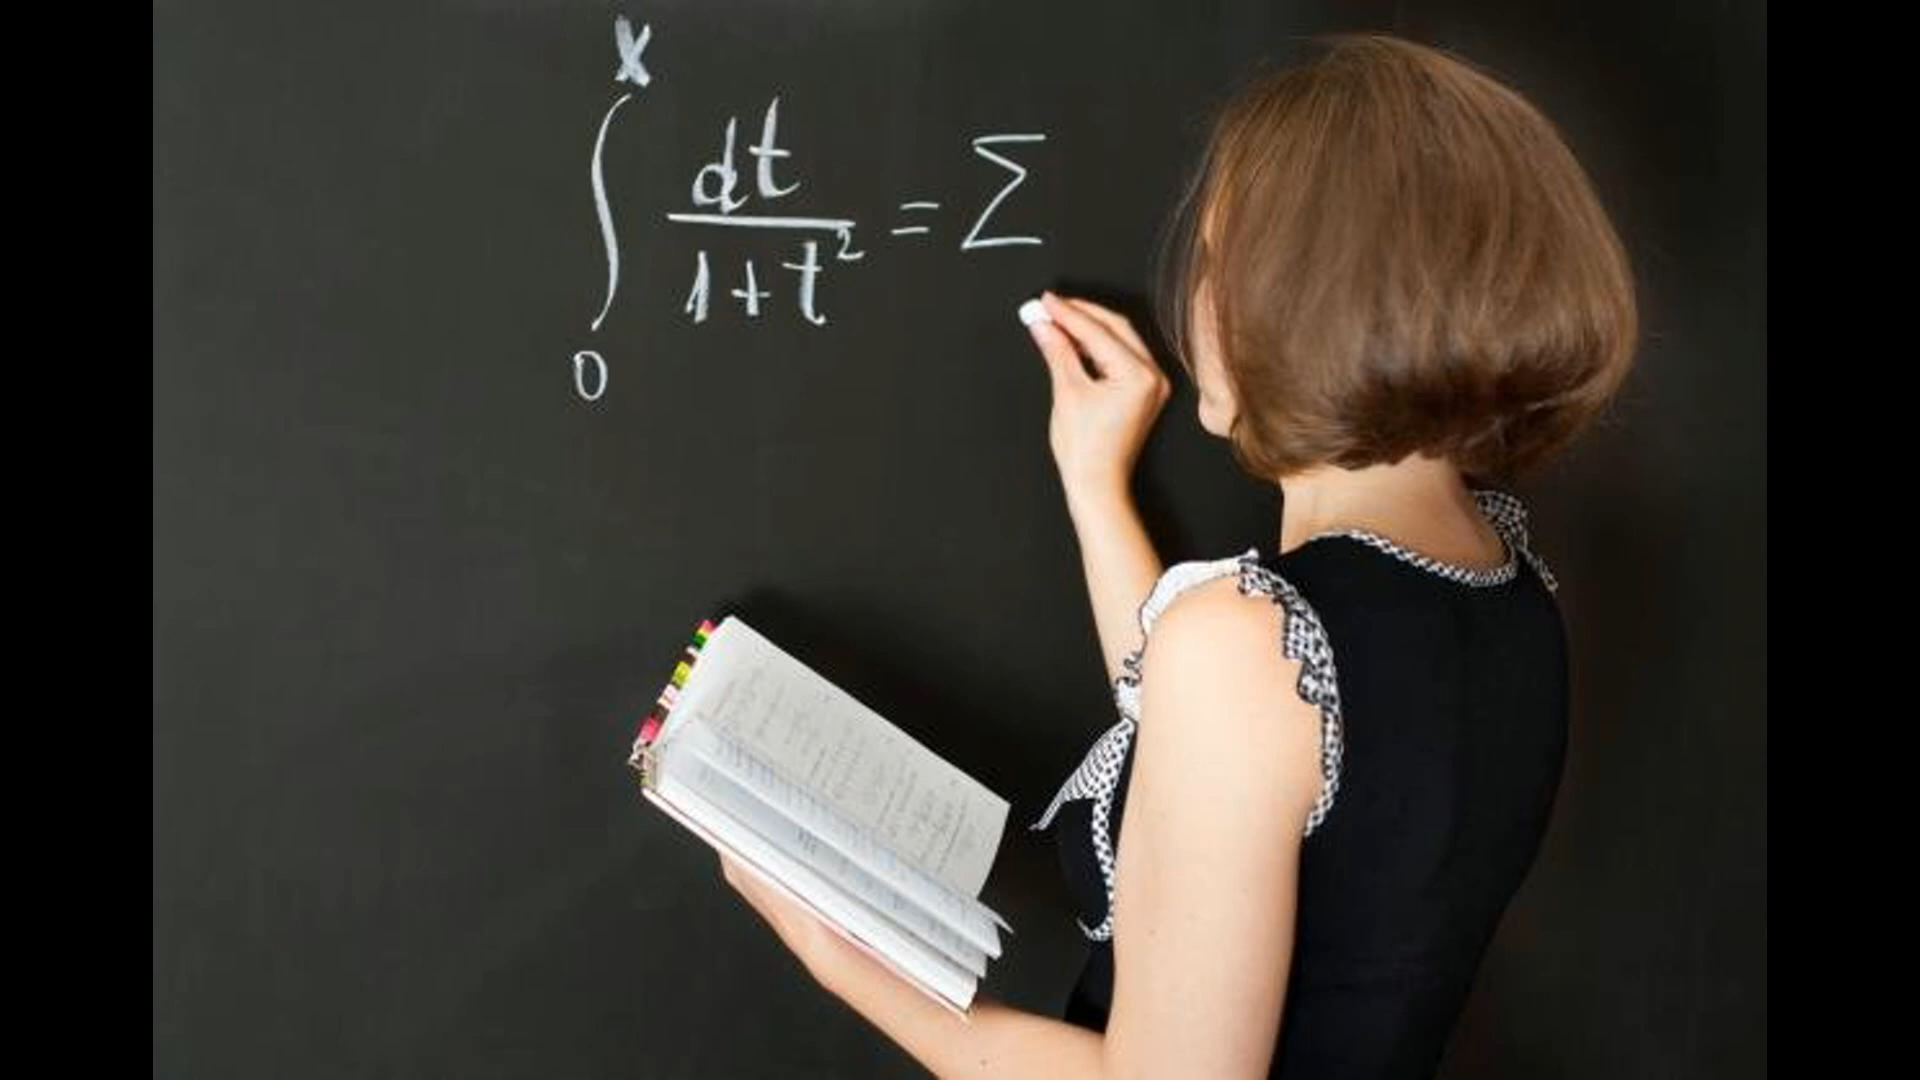 x
∫ dt/1+t² = Σ
0